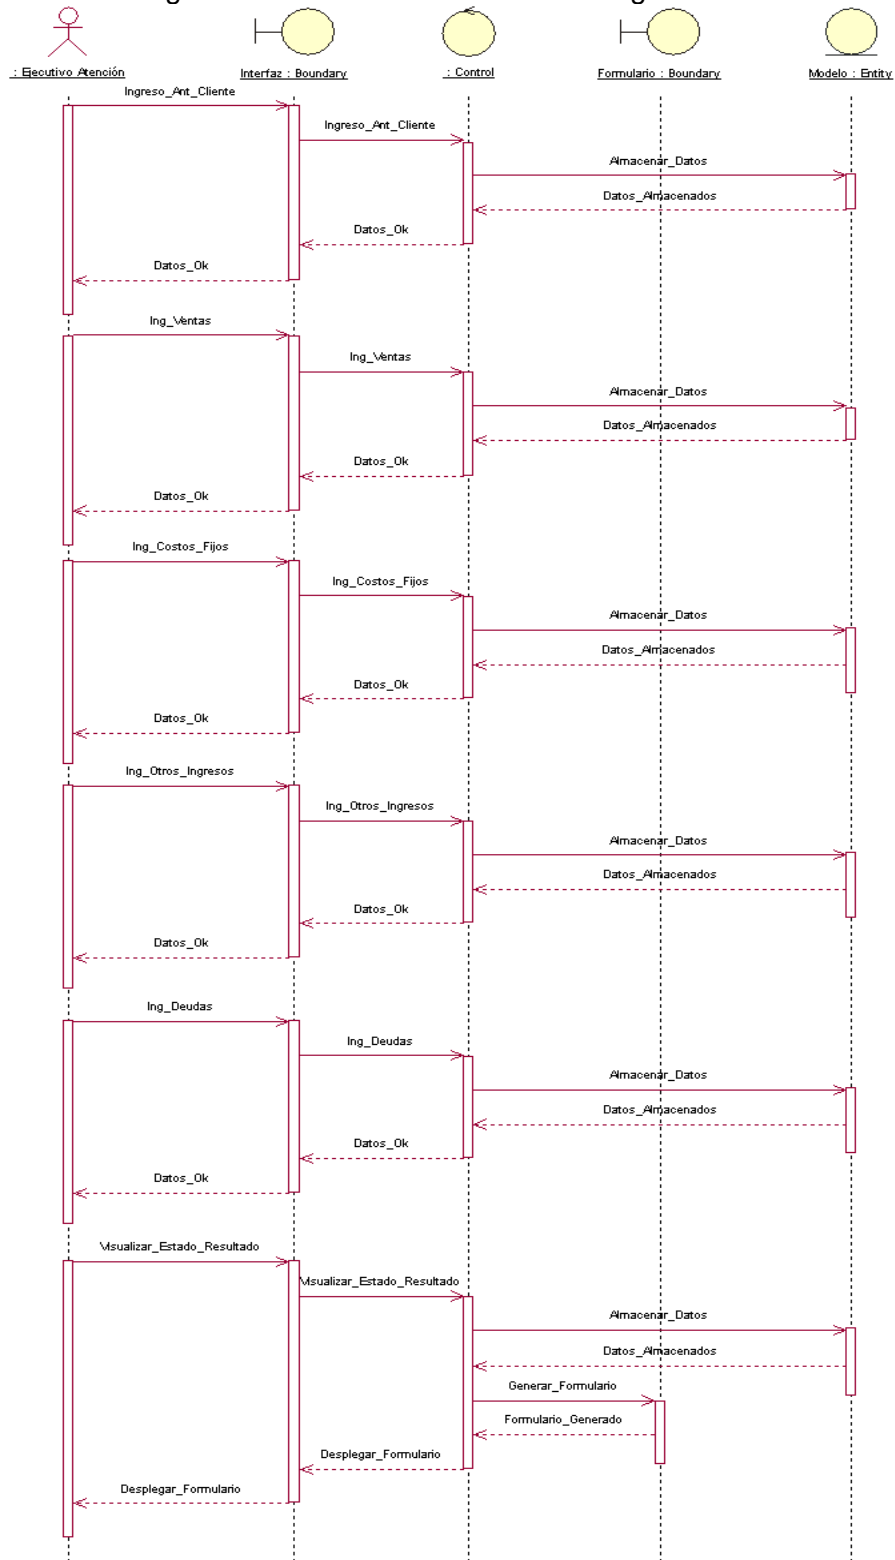 : Ejecutivo Atención
Interfaz : Boundary
: Control
Formulario : Boundary
Modelo : Entity
Ingreso_Ant_Cliente
Ingreso_Ant_Cliente
Almacenar_Datos
Datos_Almacenados
Datos_Ok
Datos_Ok
Ing_Ventas
Ing_Ventas
Almacenar_Datos
Datos_Almacenados
Datos_Ok
Datos_Ok
Ing_Costos_Fijos
Ing_Costos_Fijos
Almacenar_Datos
Datos_Almacenados
Datos_Ok
Datos_Ok
Ing_Otros_Ingresos
Ing_Otros_Ingresos
Almacenar_Datos
Datos_Almacenados
Datos_Ok
Datos_Ok
Ing_Deudas
Ing_Deudas
Almacenar_Datos
Datos_Almacenados
Datos_Ok
Datos_Ok
Visualizar_Estado_Resultado
Visualizar_Estado_Resultado
Almacenar_Datos
Datos_Almacenados
Generar_Formulario
Formulario_Generado
Desplegar_Formulario
Desplegar_Formulario